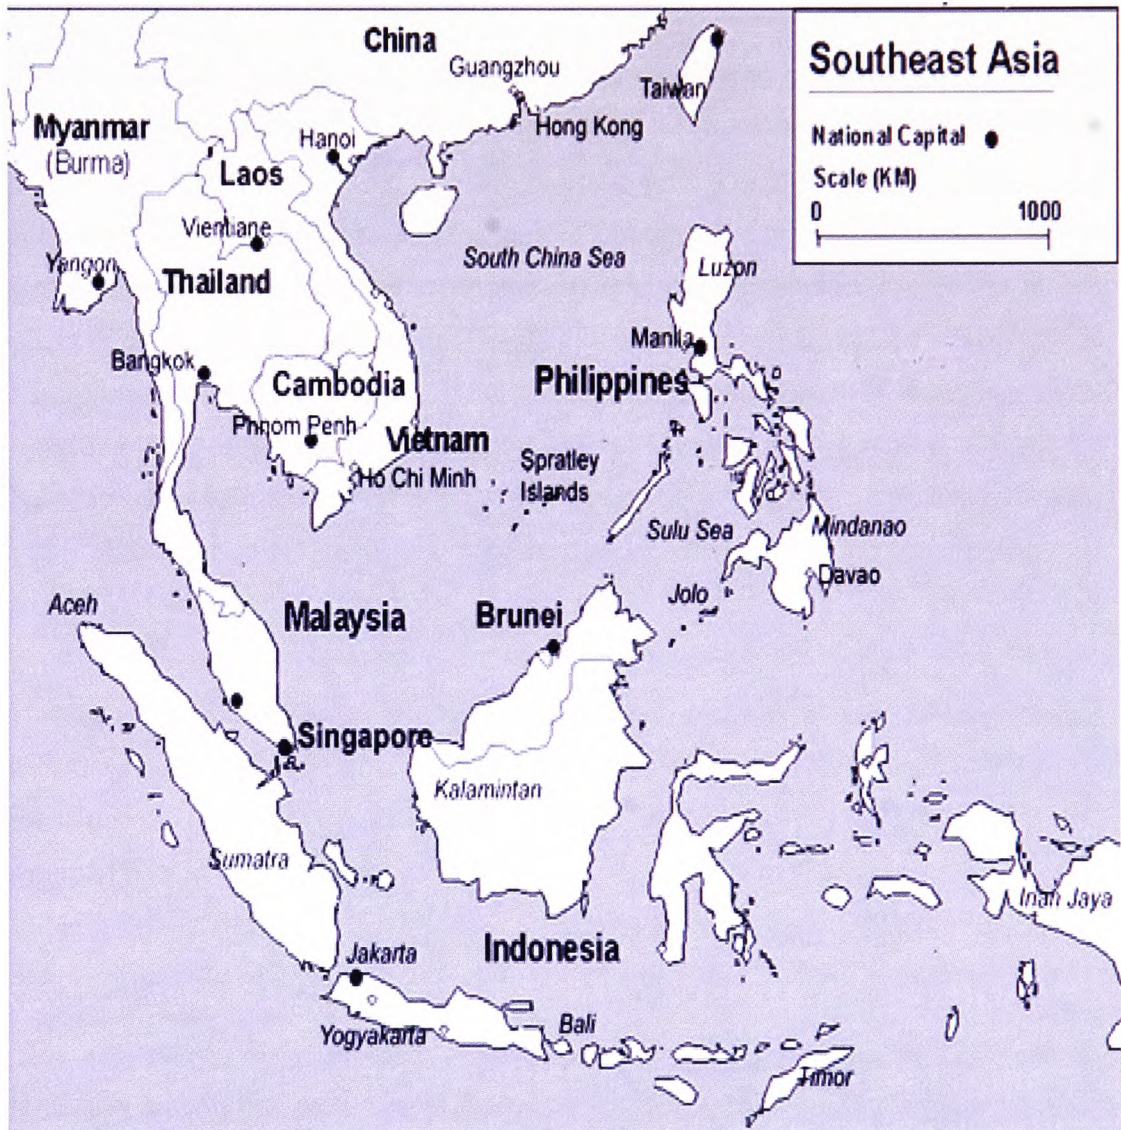 China
Guangzhou
Taiwan
Hong Kong
Southeast Asia
National Capital
Scale (KM)
0 1000
Myanmar
(Burma)
Hanoi
Laos
Vientiane
South China Sea
Luzon
Yangon
Thailand
Manila
Bangkok
Cambodia
Philippines
Phnom Penh
Vietnam
Ho Chi Minh
Spratley
Islands
Sulu Sea
Mindanao
Davao
Aceh
Malaysia
Brunei
Jolo
Singapore
Kalamintan
Sumatra
Irian Jaya
Indonesia
Jakarta
Yogyakarta
Bali
Timor